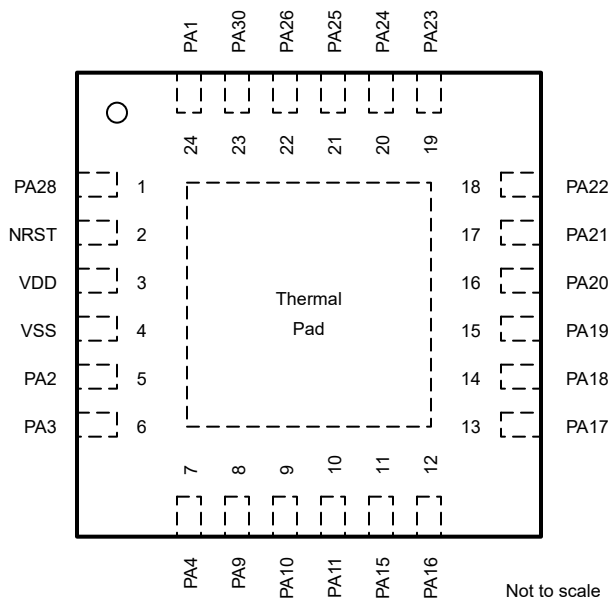 PA1 PA30 PA26 PA25 PA24 PA23
24 23 22 21 20 19
PA28 1 18 PA22
NRST 2 17 PA21
VDD 3 16 PA20
VSS 4 15 PA19
PA2 5 14 PA18
PA3 6 13 PA17
Thermal
Pad
7 8 9 10 11 12
PA4 PA9 PA10 PA11 PA15 PA16
Not to scale